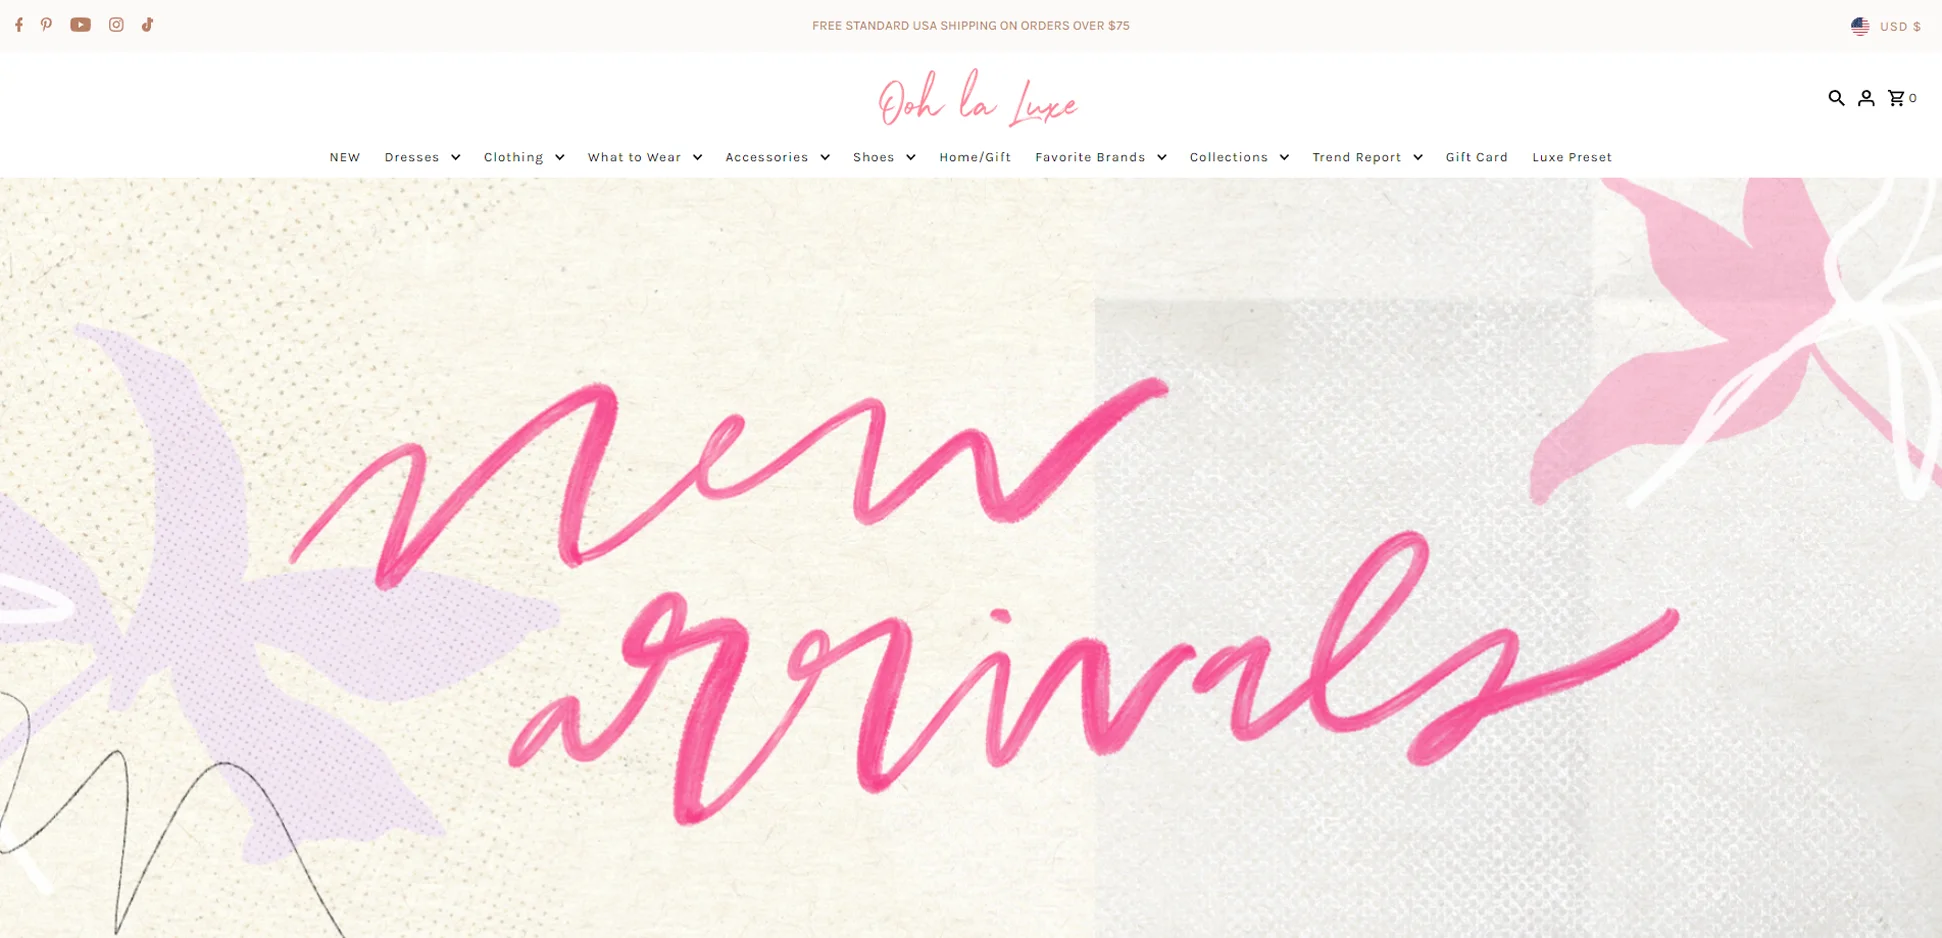 FREE STANDARD USA SHIPPING ON ORDERS OVER $75
USD $
Ooh la Luxe
0
NEW Dresses Clothing What to Wear Accessories Shoes Home/Gift Favorite Brands Collections Trend Report Gift Card Luxe Preset
new
arrivals